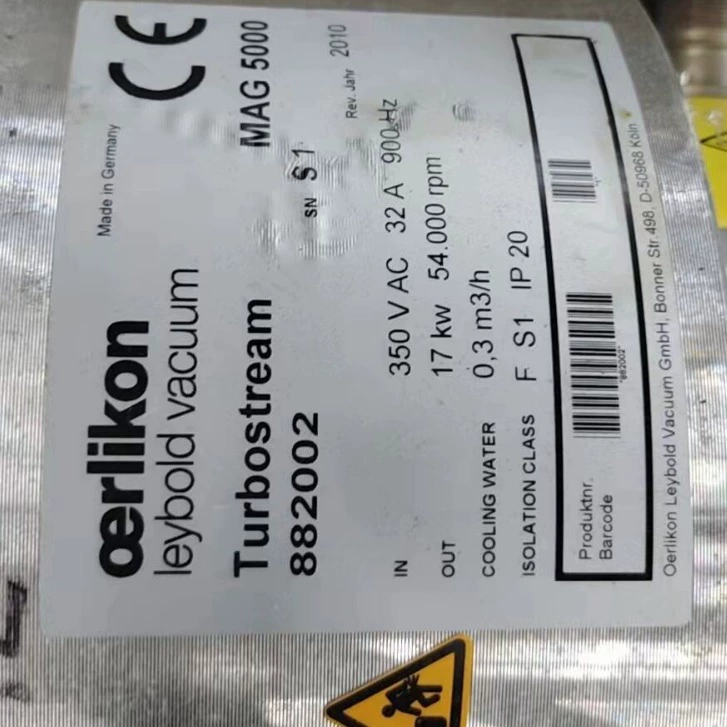 œrlikon
leybold vacuum
Made in Germany
CE
Turbostream MAG 5000
882002
SN S 1
Rev. Jahr 2010
IN 350 V AC 32 A 900 Hz
OUT 17 kw 54.000 rpm
COOLING WATER 0,3 m3/h
ISOLATION CLASS F S1 IP 20
Produktnr.
Barcode
*882002*
Oerlikon Leybold Vacuum GmbH, Bonner Str 498, D-50968 Köln